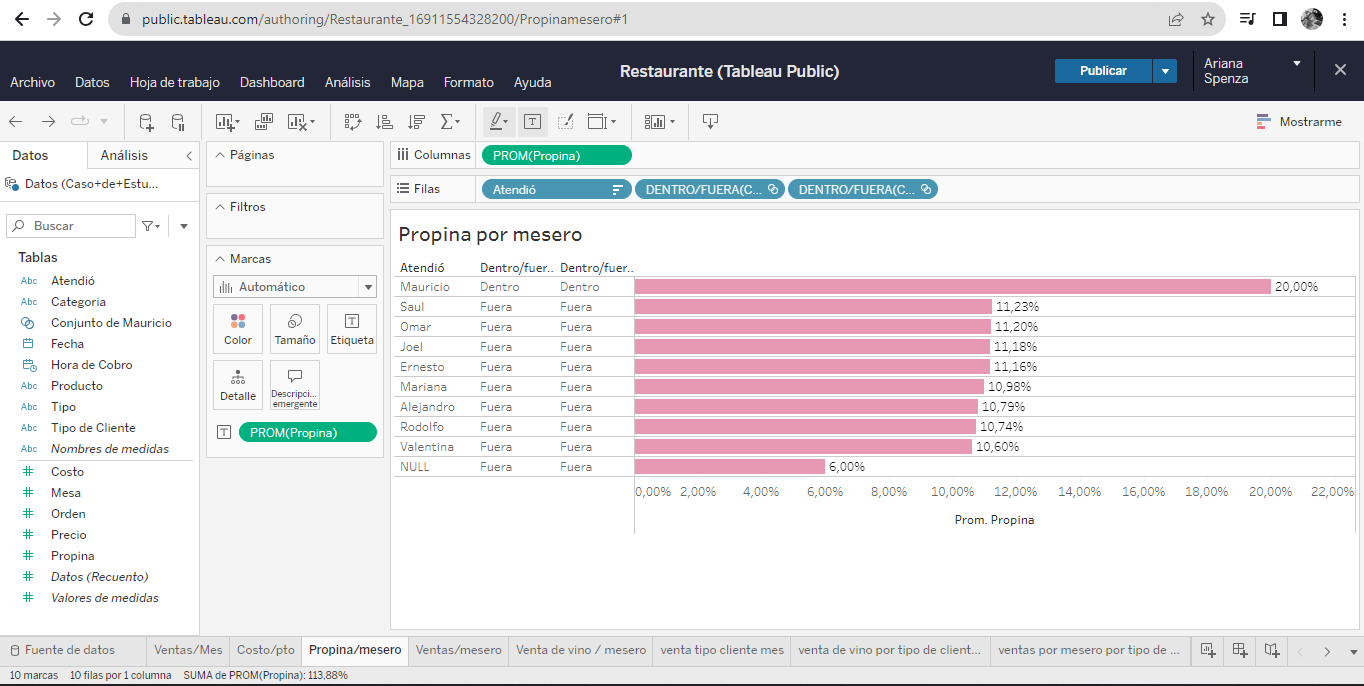 public.tableau.com/authoring/Restaurante_16911554328200/Propinamesero#1
Archivo Datos Hoja de trabajo Dashboard Análisis Mapa Formato Ayuda
Restaurante (Tableau Public)
Publicar
Ariana
Spenza
Mostrarme
Datos Análisis
Datos (Caso+de+Estu...
Buscar
Tablas
Abc Atendió
Abc Categoria
Conjunto de Mauricio
Fecha
Hora de Cobro
Abc Producto
Abc Tipo
Abc Tipo de Cliente
Abc Nombres de medidas
# Costo
# Mesa
# Orden
# Precio
# Propina
# Datos (Recuento)
# Valores de medidas
Páginas
Filtros
Marcas
Automático
Color Tamaño Etiqueta
Detalle Descripci... emergente
PROM(Propina)
Columnas PROM(Propina)
Filas Atendió DENTRO/FUERA(C... DENTRO/FUERA(C...
Propina por mesero
Atendió Dentro/fuer.. Dentro/fuer..
Mauricio Dentro Dentro 20,00%
Saul Fuera Fuera 11,23%
Omar Fuera Fuera 11,20%
Joel Fuera Fuera 11,18%
Ernesto Fuera Fuera 11,16%
Mariana Fuera Fuera 10,98%
Alejandro Fuera Fuera 10,79%
Rodolfo Fuera Fuera 10,74%
Valentina Fuera Fuera 10,60%
NULL Fuera Fuera 6,00%
0,00% 2,00% 4,00% 6,00% 8,00% 10,00% 12,00% 14,00% 16,00% 18,00% 20,00% 22,00%
Prom. Propina
Fuente de datos Ventas/Mes Costo/pto Propina/mesero Ventas/mesero Venta de vino / mesero venta tipo cliente mes venta de vino por tipo de client... ventas por mesero por tipo de ...
10 marcas 10 filas por 1 columna SUMA de PROM(Propina): 113,88%